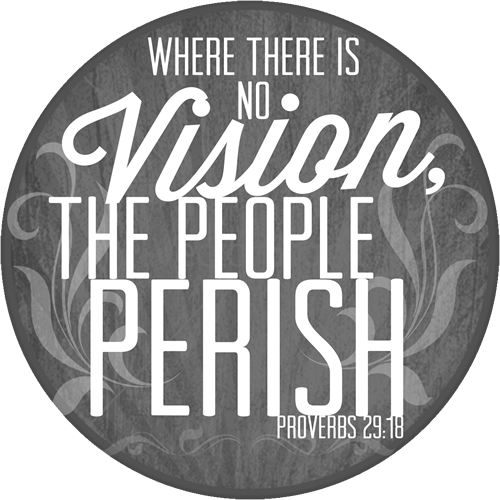 WHERE THERE IS
NO
Vision,
THE PEOPLE
PERISH
PROVERBS 29:18